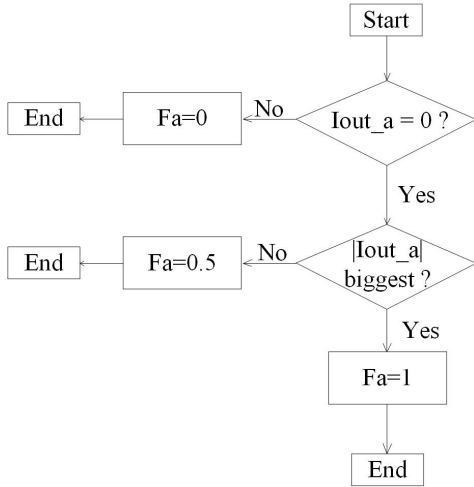 Start
Iout_a = 0 ?
No
Fa=0
End
Yes
|Iout_a|
biggest ?
No
Fa=0.5
End
Yes
Fa=1
End